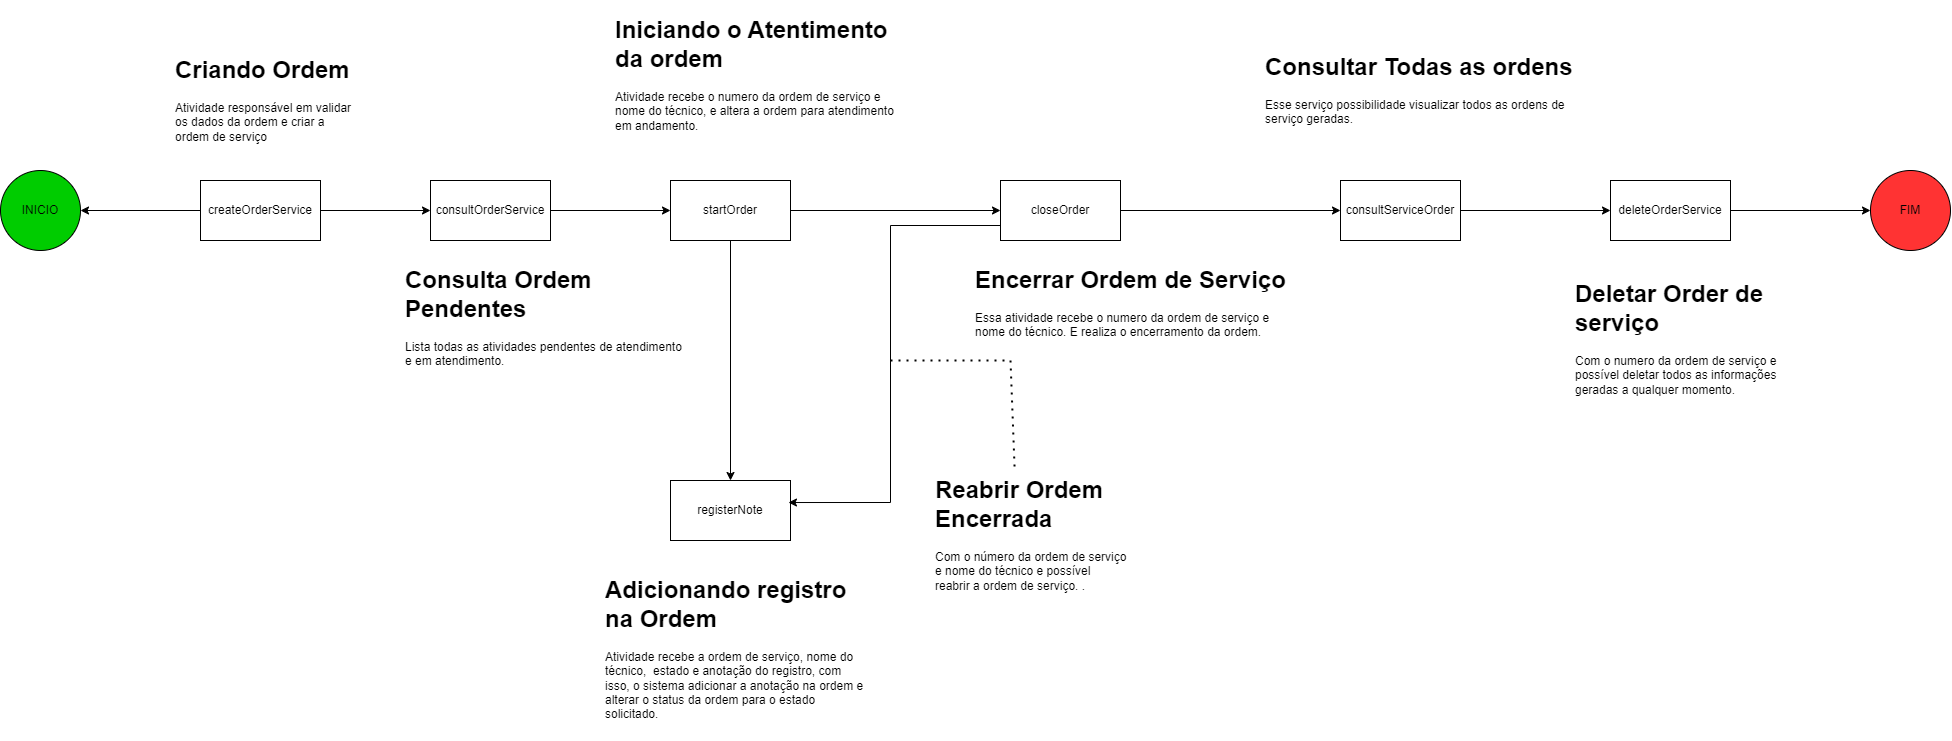 Iniciando o Atentimento
da ordem
Atividade recebe o numero da ordem de serviço e
nome do técnico, e altera a ordem para atendimento
em andamento.
Criando Ordem
Atividade responsável em validar
os dados da ordem e criar a
ordem de serviço
Consultar Todas as ordens
Esse serviço possibilidade visualizar todos as ordens de
serviço geradas.
INICIO
createOrderService
consultOrderService
startOrder
closeOrder
consultServiceOrder
deleteOrderService
FIM
Consulta Ordem
Pendentes
Lista todas as atividades pendentes de atendimento
e em atendimento.
Encerrar Ordem de Serviço
Essa atividade recebe o numero da ordem de serviço e
nome do técnico. E realiza o encerramento da ordem.
Deletar Order de
serviço
Com o numero da ordem de serviço e
possível deletar todos as informações
geradas a qualquer momento.
registerNote
Reabrir Ordem
Encerrada
Com o número da ordem de serviço
e nome do técnico e possível
reabrir a ordem de serviço. .
Adicionando registro
na Ordem
Atividade recebe a ordem de serviço, nome do
técnico,  estado e anotação do registro, com
isso, o sistema adicionar a anotação na ordem e
alterar o status da ordem para o estado
solicitado.